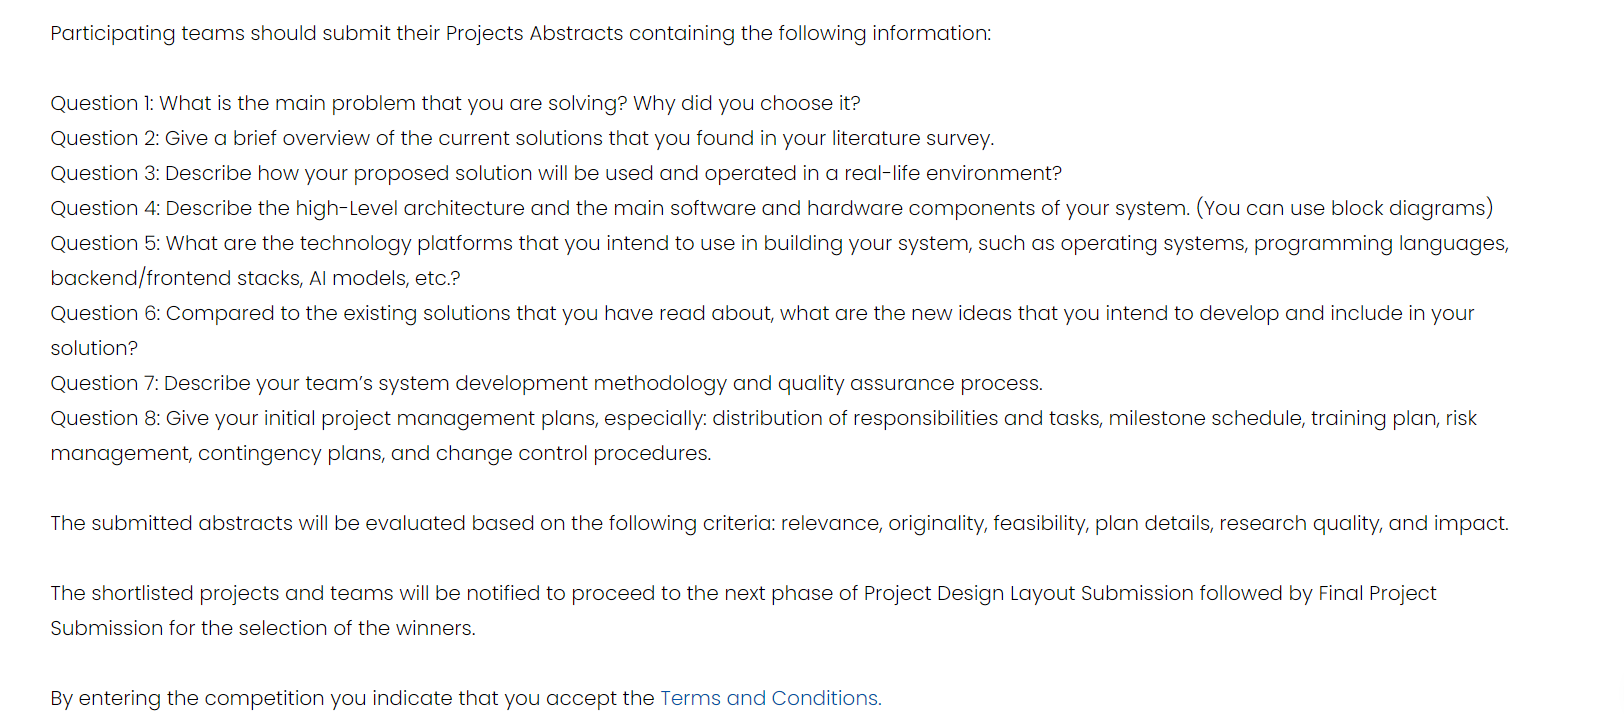 Participating teams should submit their Projects Abstracts containing the following information:
Question 1: What is the main problem that you are solving? Why did you choose it?
Question 2: Give a brief overview of the current solutions that you found in your literature survey.
Question 3: Describe how your proposed solution will be used and operated in a real-life environment?
Question 4: Describe the high-Level architecture and the main software and hardware components of your system. (You can use block diagrams)
Question 5: What are the technology platforms that you intend to use in building your system, such as operating systems, programming languages,
backend/frontend stacks, AI models, etc.?
Question 6: Compared to the existing solutions that you have read about, what are the new ideas that you intend to develop and include in your
solution?
Question 7: Describe your team's system development methodology and quality assurance process.
Question 8: Give your initial project management plans, especially: distribution of responsibilities and tasks, milestone schedule, training plan, risk
management, contingency plans, and change control procedures.
The submitted abstracts will be evaluated based on the following criteria: relevance, originality, feasibility, plan details, research quality, and impact.
The shortlisted projects and teams will be notified to proceed to the next phase of Project Design Layout Submission followed by Final Project
Submission for the selection of the winners.
By entering the competition you indicate that you accept the Terms and Conditions.